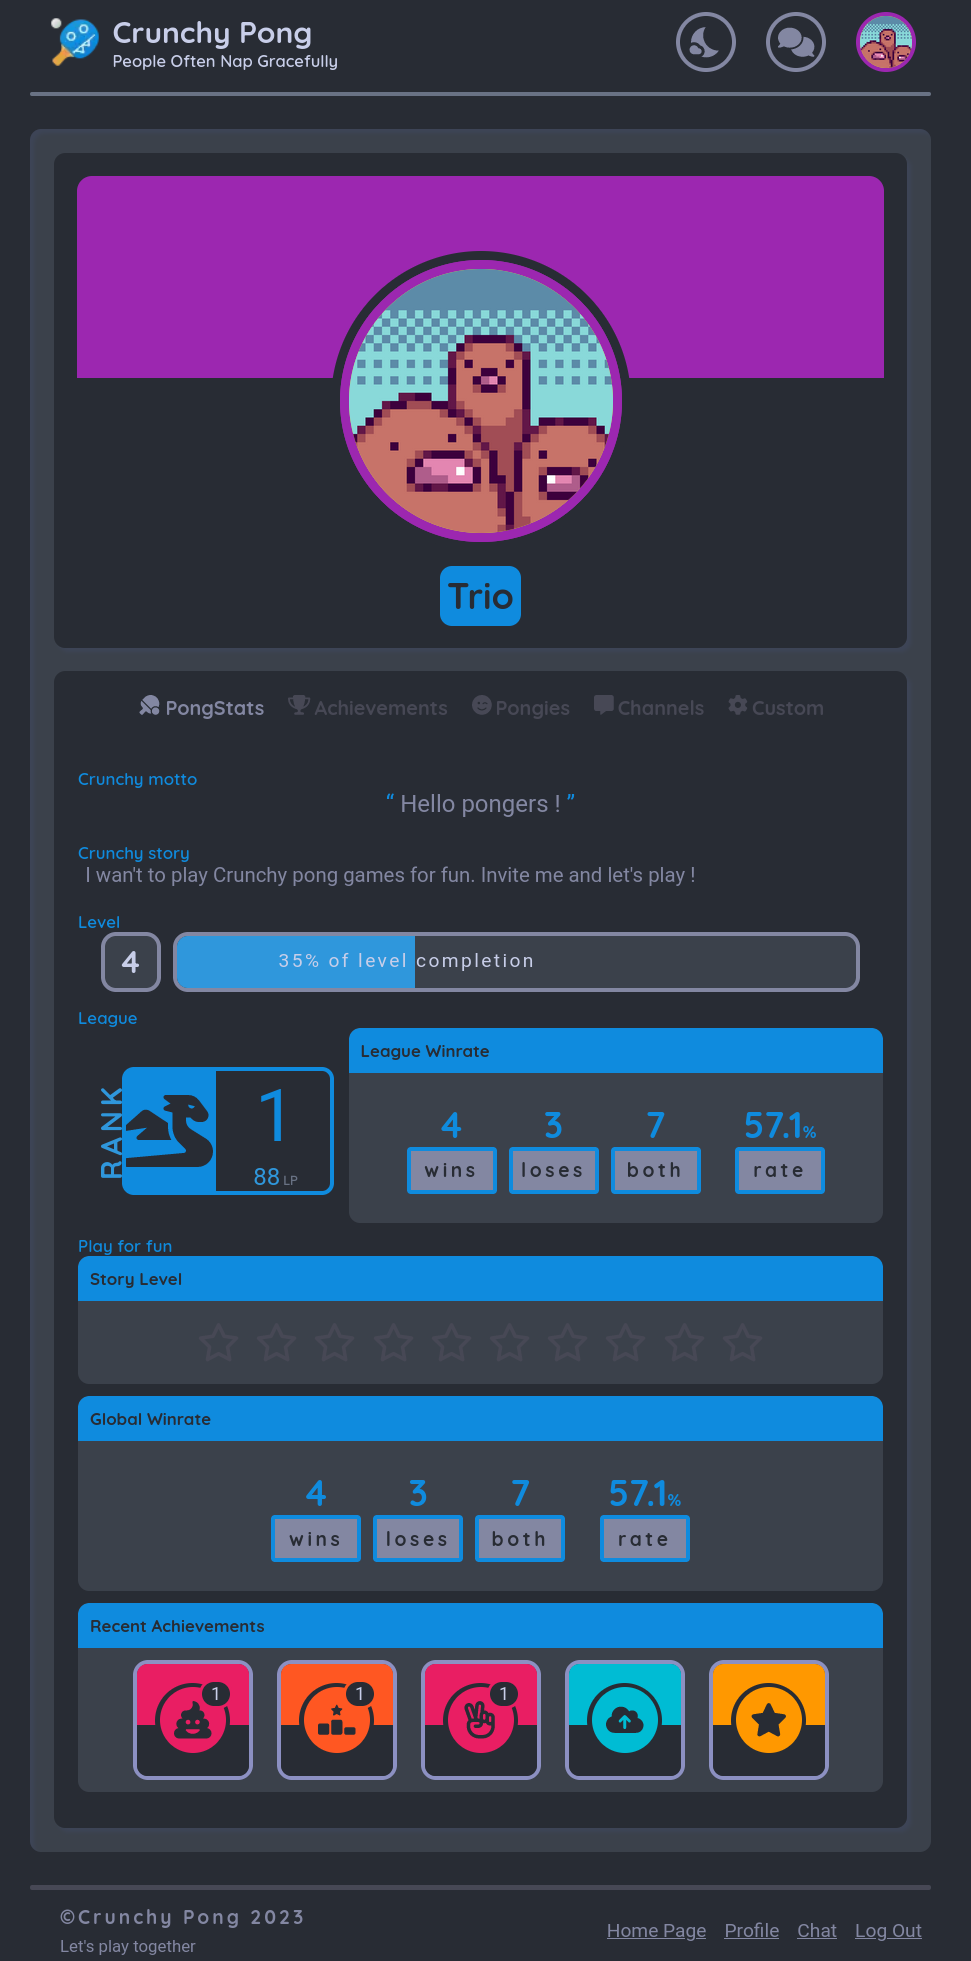 Crunchy Pong
People Often Nap Gracefully
Trio
PongStats Achievements Pongies Channels Custom
Crunchy motto
“ Hello pongers ! ”
Crunchy story
I wan't to play Crunchy pong games for fun. Invite me and let's play !
Level
4
35% of level completion
League
RANK
1
88 LP
League Winrate
4 3 7 57.1%
wins loses both rate
Play for fun
Story Level
Global Winrate
4 3 7 57.1%
wins loses both rate
Recent Achievements
1 1 1
©Crunchy Pong 2023
Let's play together
Home Page Profile Chat Log Out